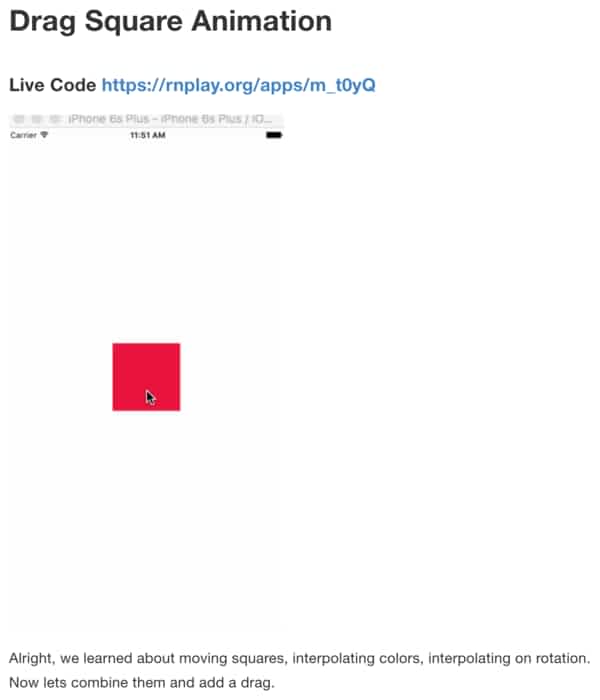 Drag Square Animation
Live Code https://rnplay.org/apps/m_t0yQ
iPhone 6s Plus - iPhone 6s Plus / iO...
Carrier 11:51 AM
Alright, we learned about moving squares, interpolating colors, interpolating on rotation.
Now lets combine them and add a drag.